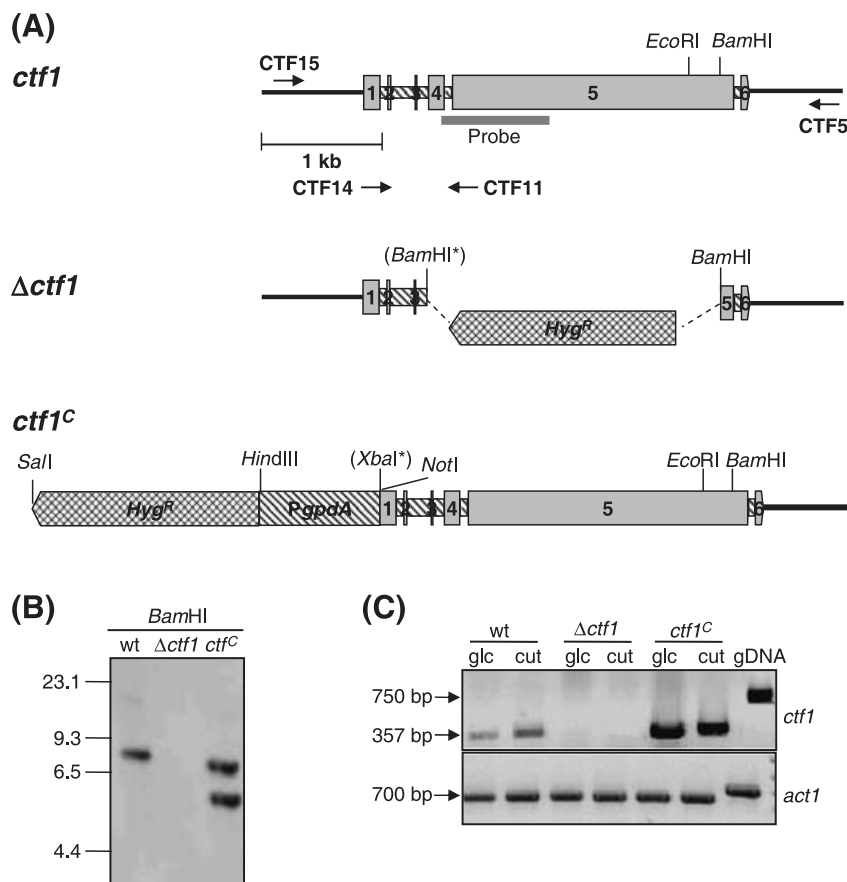 (A)
ctf1
CTF15
EcoRI BamHI
1 2 3 4 5 6
Probe
CTF5
1 kb
CTF14 CTF11
Δctf1
(BamHI*) BamHI
1 2 3 5 6
Hygᴿ
ctf1ᶜ
SalI HindIII (XbaI*) NotI EcoRI BamHI
Hygᴿ PgpdA 1 2 3 4 5 6
(B)
BamHI
wt Δctf1 ctfᶜ
23.1
9.3
6.5
4.4
(C)
wt Δctf1 ctf1ᶜ
glc cut glc cut glc cut gDNA
750 bp
ctf1
357 bp
700 bp act1